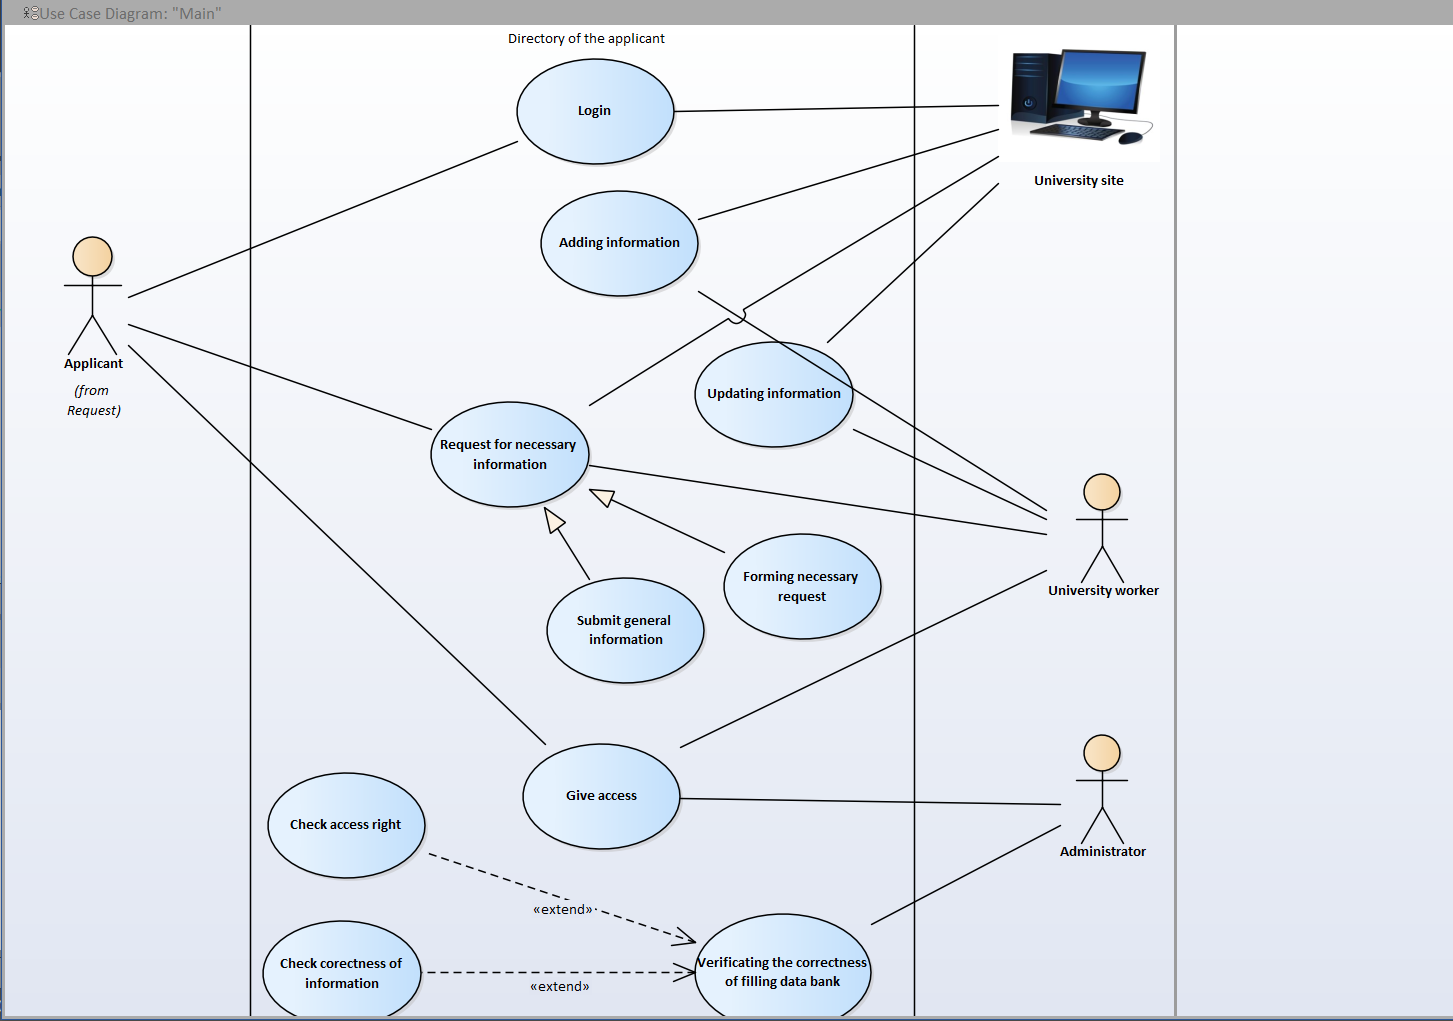 Use Case Diagram: "Main"
Directory of the applicant
Login
University site
Adding information
Applicant
(from
Request)
Updating information
Request for necessary
information
Forming necessary
request
University worker
Submit general
information
Give access
Check access right
Administrator
«extend»
Check corectness of
information
Verificating the correctness
of filling data bank
«extend»